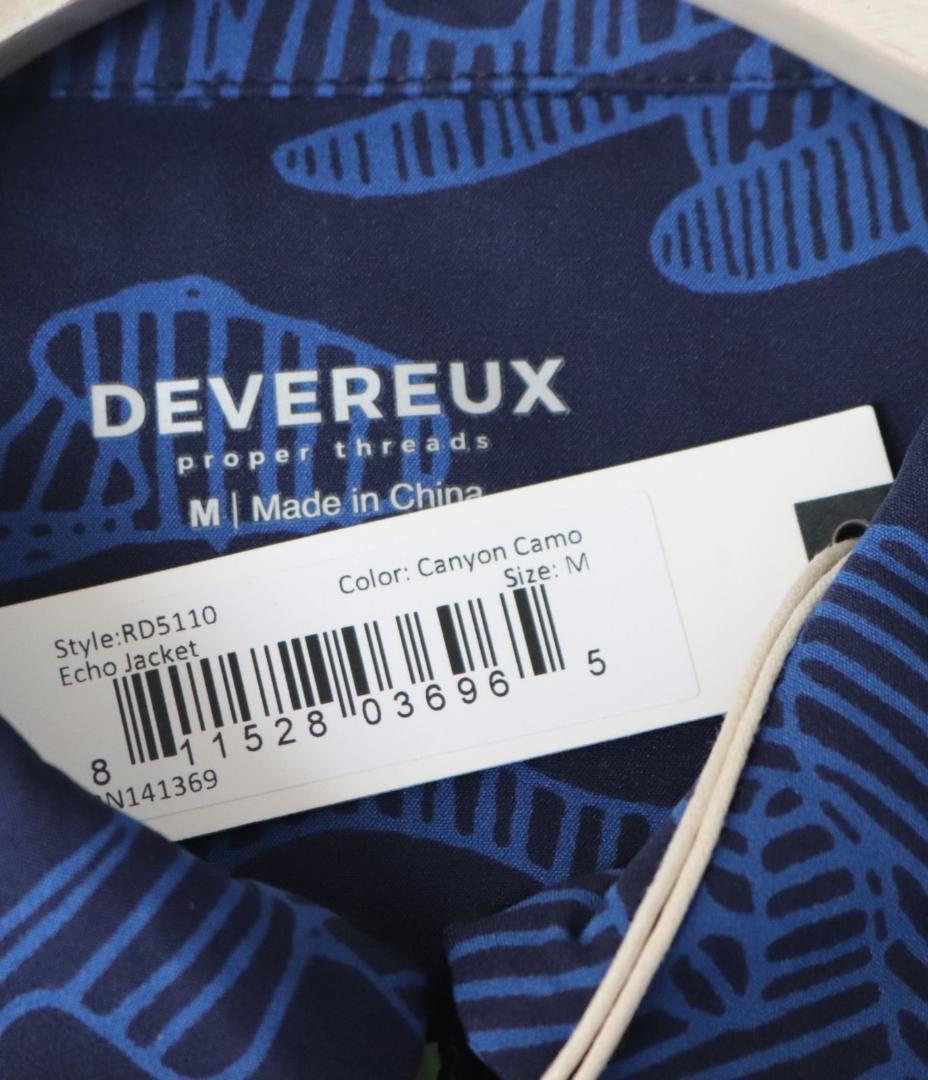 DEVEREUX
proper threads
M | Made in China
Color: Canyon Camo
Size: M
Style:RD5110
Echo Jacket
8 11528 03696 5
N141369